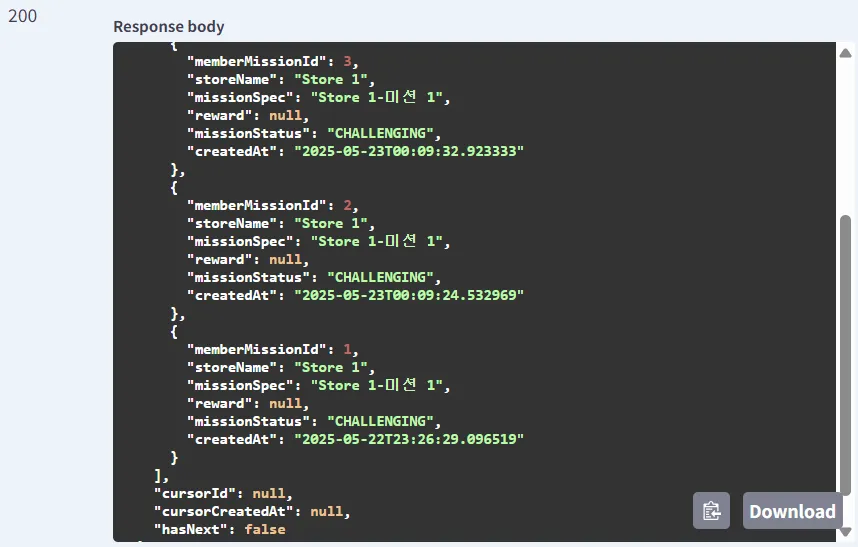 200
Response body
{
"memberMissionId": 3,
"storeName": "Store 1",
"missionSpec": "Store 1-미션 1",
"reward": null,
"missionStatus": "CHALLENGING",
"createdAt": "2025-05-23T00:09:32.923333"
},
{
"memberMissionId": 2,
"storeName": "Store 1",
"missionSpec": "Store 1-미션 1",
"reward": null,
"missionStatus": "CHALLENGING",
"createdAt": "2025-05-23T00:09:24.532969"
},
{
"memberMissionId": 1,
"storeName": "Store 1",
"missionSpec": "Store 1-미션 1",
"reward": null,
"missionStatus": "CHALLENGING",
"createdAt": "2025-05-22T23:26:29.096519"
}
],
"cursorId": null,
"cursorCreatedAt": null,
"hasNext": false
Download